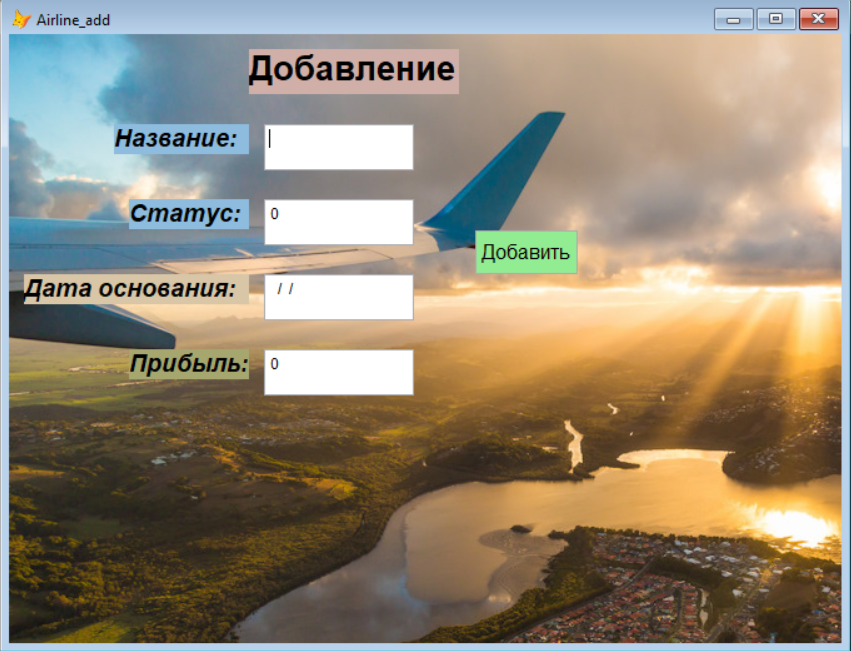 Airline_add
Добавление
Название:
Статус: 0
Добавить
Дата основания: / /
Прибыль: 0